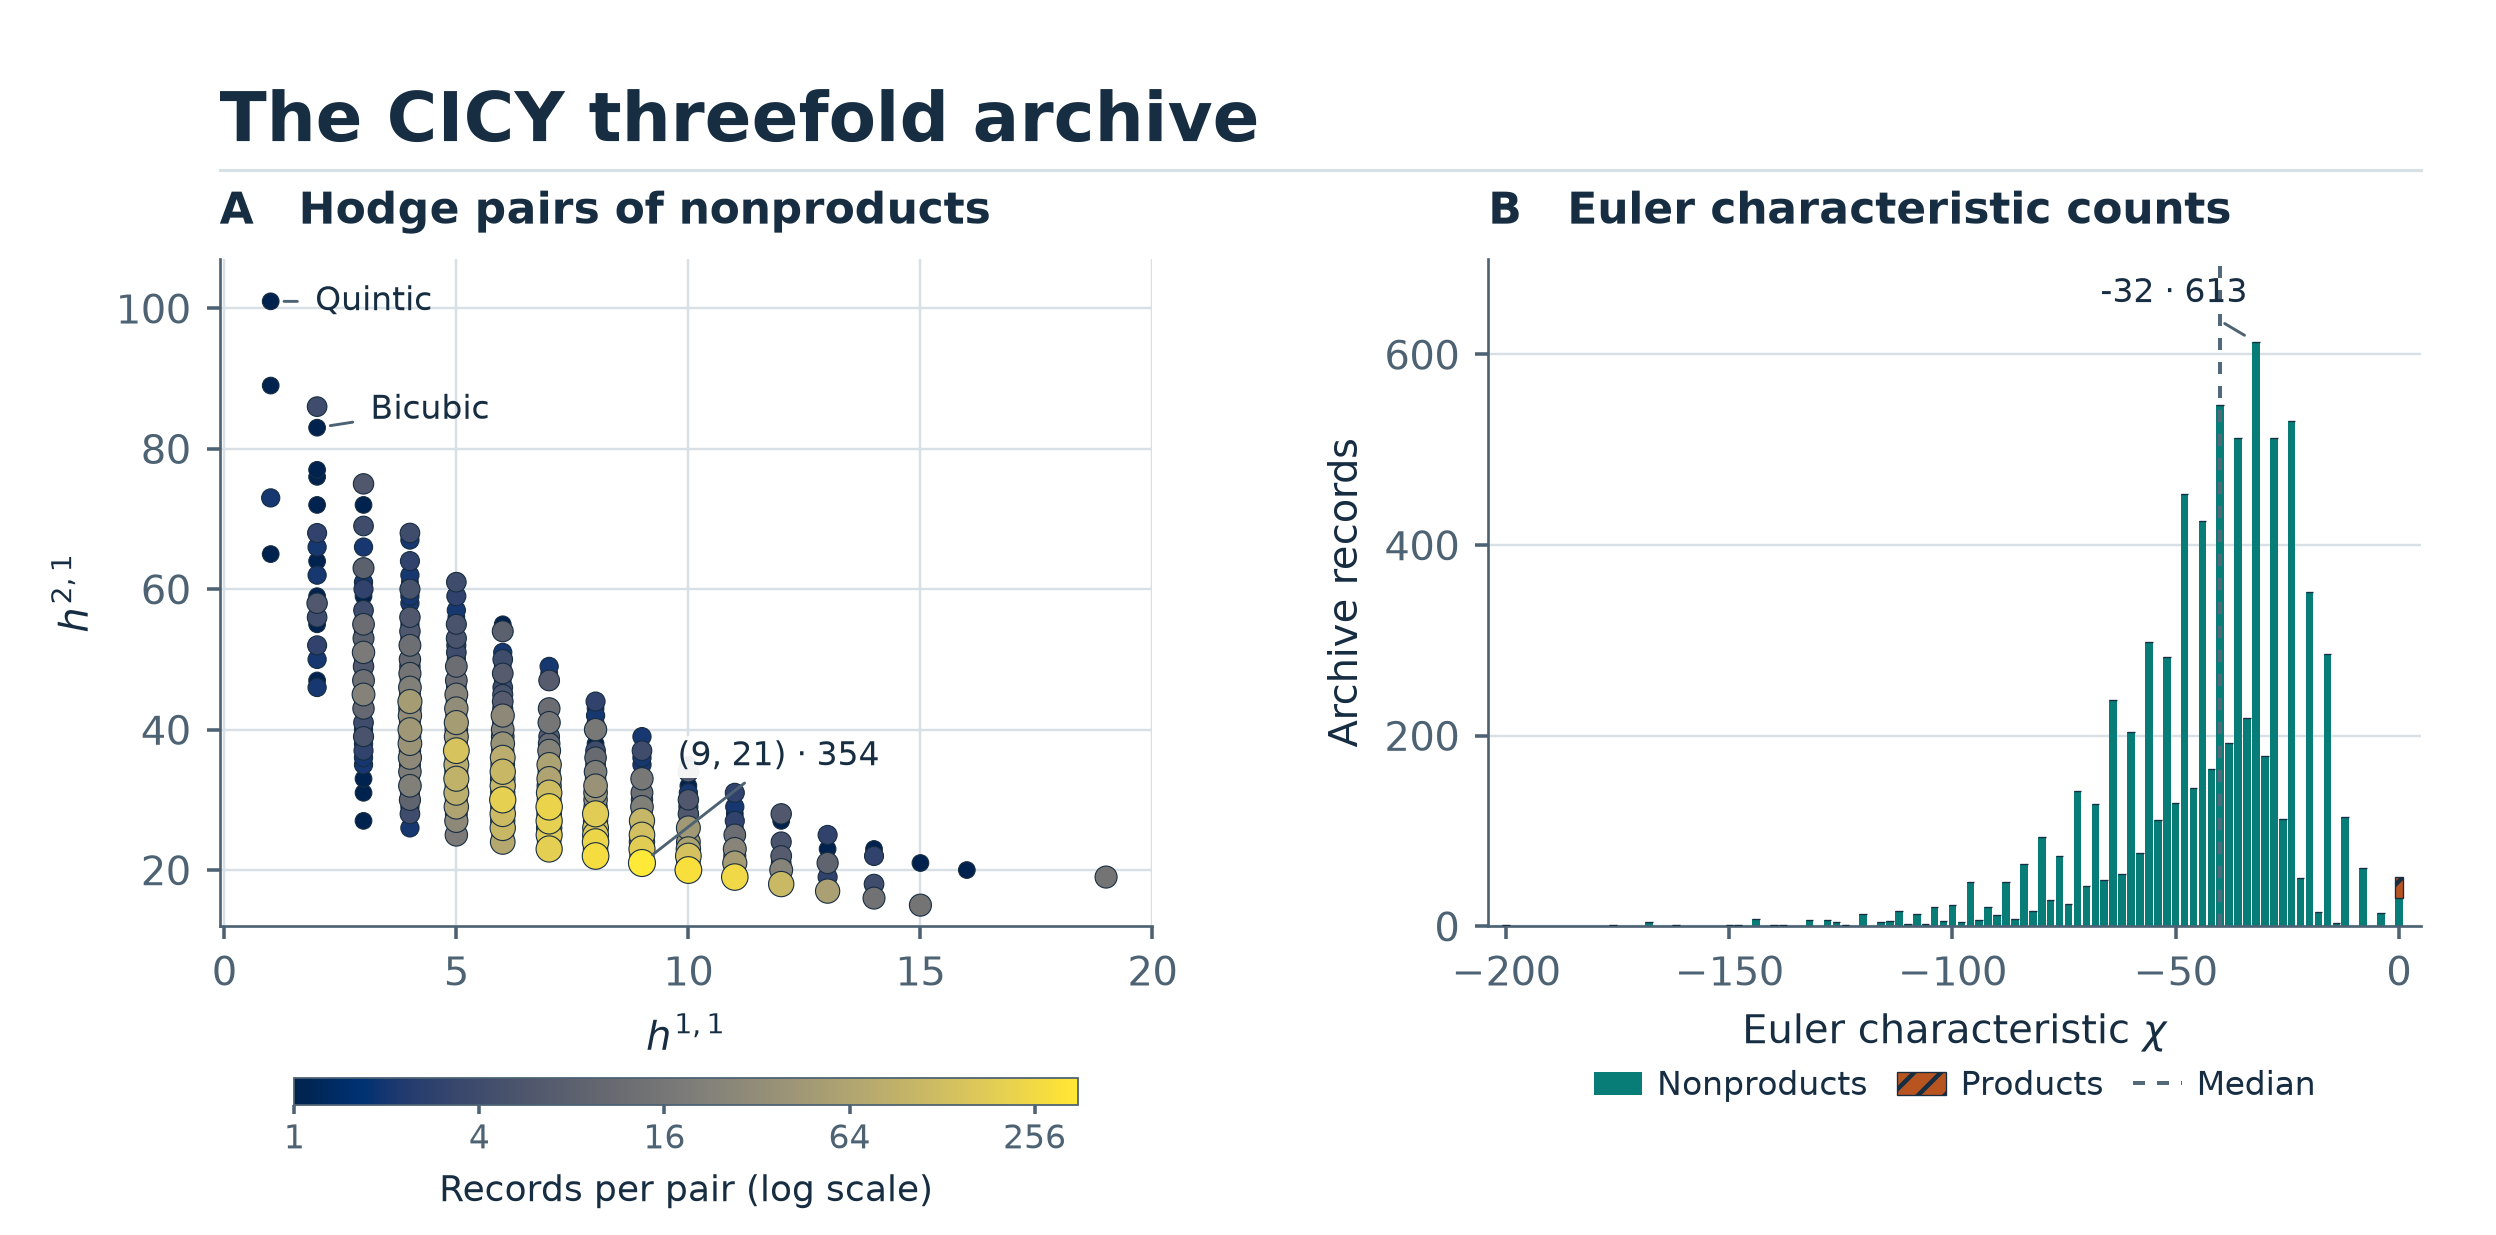 The CICY threefold archive
A Hodge pairs of nonproducts
100
80
60
40
20
h^{2,1}
Quintic
Bicubic
(9, 21) · 354
0 5 10 15 20
h^{1,1}
1 4 16 64 256
Records per pair (log scale)
B Euler characteristic counts
-32 · 613
600
400
200
0
Archive records
−200 −150 −100 −50 0
Euler characteristic χ
Nonproducts Products Median